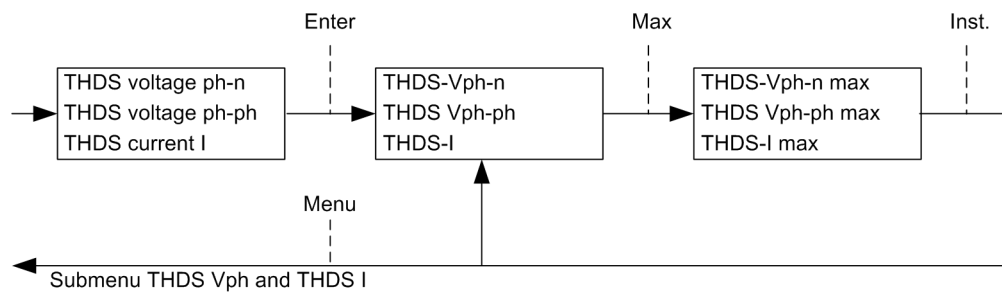 Enter
Max
Inst.
THDS voltage ph-n
THDS voltage ph-ph
THDS current I
THDS-Vph-n
THDS Vph-ph
THDS-I
THDS-Vph-n max
THDS Vph-ph max
THDS-I max
Menu
Submenu THDS Vph and THDS I